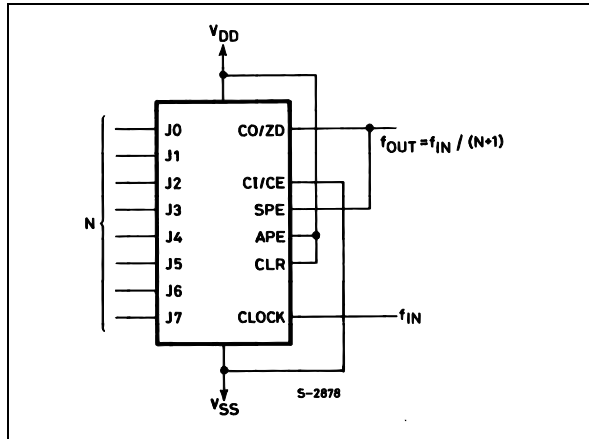 VDD
J0 CO/ZD
fOUT = fIN / (N+1)
J1
J2 CI/CE
J3 SPE
N
J4 APE
J5 CLR
J6
J7 CLOCK fIN
S-2878
VSS